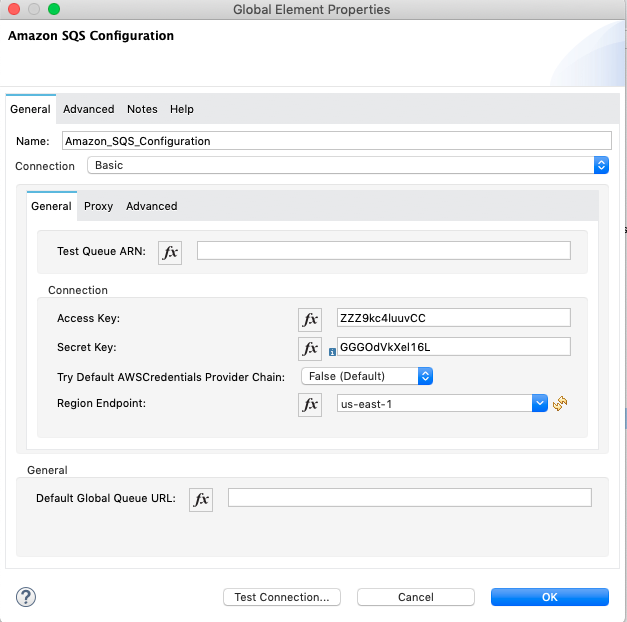 Global Element Properties
Amazon SQS Configuration
General Advanced Notes Help
Name: Amazon_SQS_Configuration
Connection Basic
General Proxy Advanced
Test Queue ARN: fx
Connection
Access Key: fx ZZZ9kc4luuvCC
Secret Key: fx GGGOdVkXel16L
Try Default AWSCredentials Provider Chain: False (Default)
Region Endpoint: fx us-east-1
General
Default Global Queue URL: fx
? Test Connection... Cancel OK